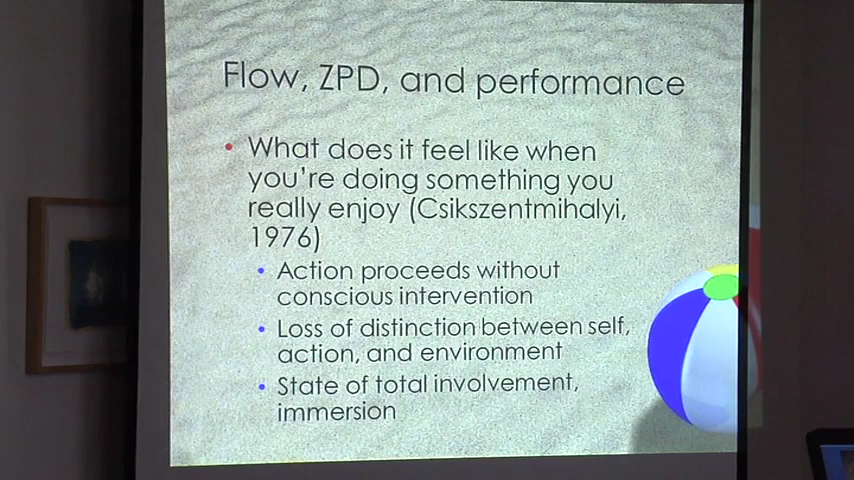 Flow, ZPD, and performance
• What does it feel like when
you're doing something you
really enjoy (Csikszentmihalyi,
1976)
• Action proceeds without
conscious intervention
• Loss of distinction between self,
action, and environment
• State of total involvement,
immersion